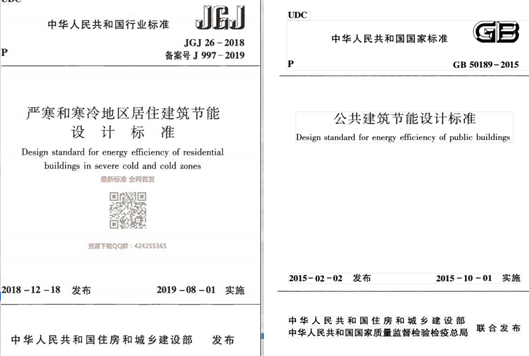 中华人民共和国行业标准
JGJ
JGJ 26－2018
P
备案号 J 997－2019
严寒和寒冷地区居住建筑节能
设计标准
Design standard for energy efficiency of residential
buildings in severe cold and cold zones
最新标准 全网首发
资源下载QQ群：424255365
2018－12－18 发布
2019－08－01 实施
中华人民共和国住房和城乡建设部 发布
UDC
中华人民共和国国家标准
GB
P
GB 50189－2015
公共建筑节能设计标准
Design standard for energy efficiency of public buildings
2015－02－02 发布
2015－10－01 实施
中华人民共和国住房和城乡建设部
中华人民共和国国家质量监督检验检疫总局
联合发布